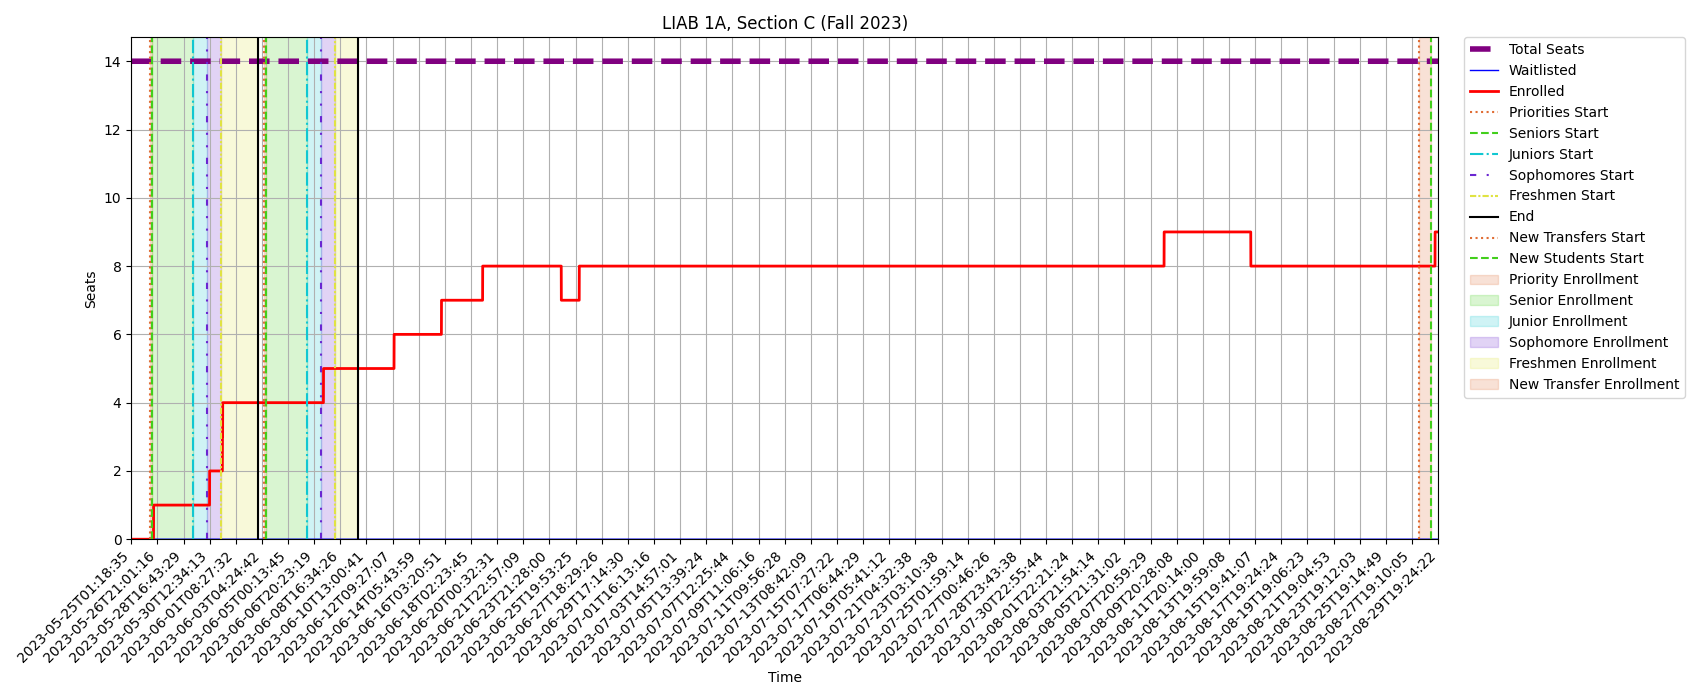 LIAB 1A, Section C (Fall 2023)
Seats
14
12
10
8
6
4
2
0
2023-05-25T01:18:35
2023-05-26T21:01:16
2023-05-28T16:43:29
2023-05-30T12:34:13
2023-06-01T08:27:32
2023-06-03T04:24:42
2023-06-05T00:13:45
2023-06-06T20:23:19
2023-06-08T16:34:26
2023-06-10T13:00:41
2023-06-12T09:27:07
2023-06-14T05:43:59
2023-06-16T03:20:51
2023-06-18T02:23:45
2023-06-20T00:32:31
2023-06-21T22:57:09
2023-06-23T21:28:00
2023-06-25T19:53:25
2023-06-27T18:29:26
2023-06-29T17:14:30
2023-07-01T16:13:16
2023-07-03T14:57:01
2023-07-05T13:39:24
2023-07-07T12:25:44
2023-07-09T11:06:16
2023-07-11T09:56:28
2023-07-13T08:42:09
2023-07-15T07:27:22
2023-07-17T06:44:29
2023-07-19T05:41:12
2023-07-21T04:32:38
2023-07-23T03:10:38
2023-07-25T01:59:14
2023-07-27T00:46:26
2023-07-28T23:43:38
2023-07-30T22:55:44
2023-08-01T22:21:24
2023-08-03T21:54:14
2023-08-05T21:31:02
2023-08-07T20:59:29
2023-08-09T20:28:08
2023-08-11T20:14:00
2023-08-13T19:59:08
2023-08-15T19:41:07
2023-08-17T19:24:24
2023-08-19T19:06:23
2023-08-21T19:04:53
2023-08-23T19:12:03
2023-08-25T19:14:49
2023-08-27T19:10:05
2023-08-29T19:24:22
Time
Total Seats
Waitlisted
Enrolled
Priorities Start
Seniors Start
Juniors Start
Sophomores Start
Freshmen Start
End
New Transfers Start
New Students Start
Priority Enrollment
Senior Enrollment
Junior Enrollment
Sophomore Enrollment
Freshmen Enrollment
New Transfer Enrollment